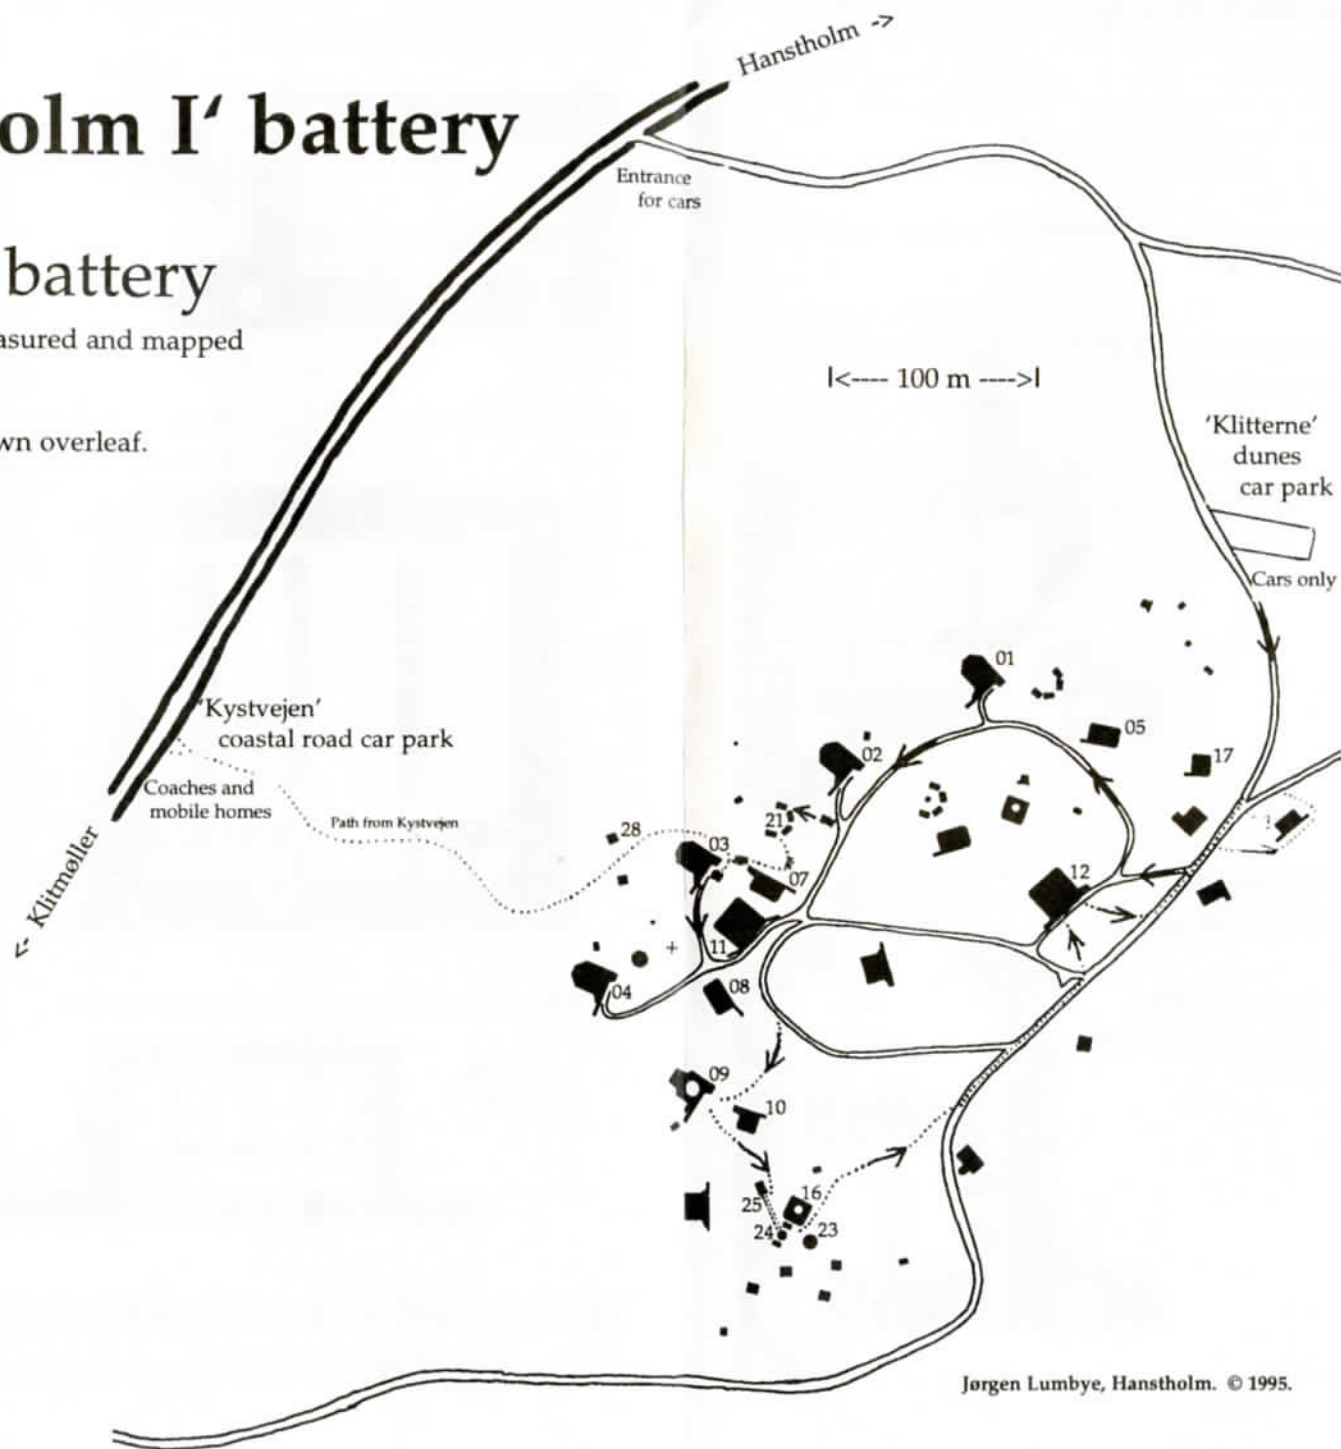 Hanstholm ->
olm I' battery
Entrance
for cars
battery
asured and mapped
|<---- 100 m ---->|
wn overleaf.
'Klitterne'
dunes
car park
Cars only
'Kystvejen'
coastal road car park
Coaches and
mobile homes
Path from Kystvejen
<- Klitmøller
01
05
17
02
21
28
03
07
12
11
04
08
09
10
16
25
24
23
Jørgen Lumbye, Hanstholm. © 1995.